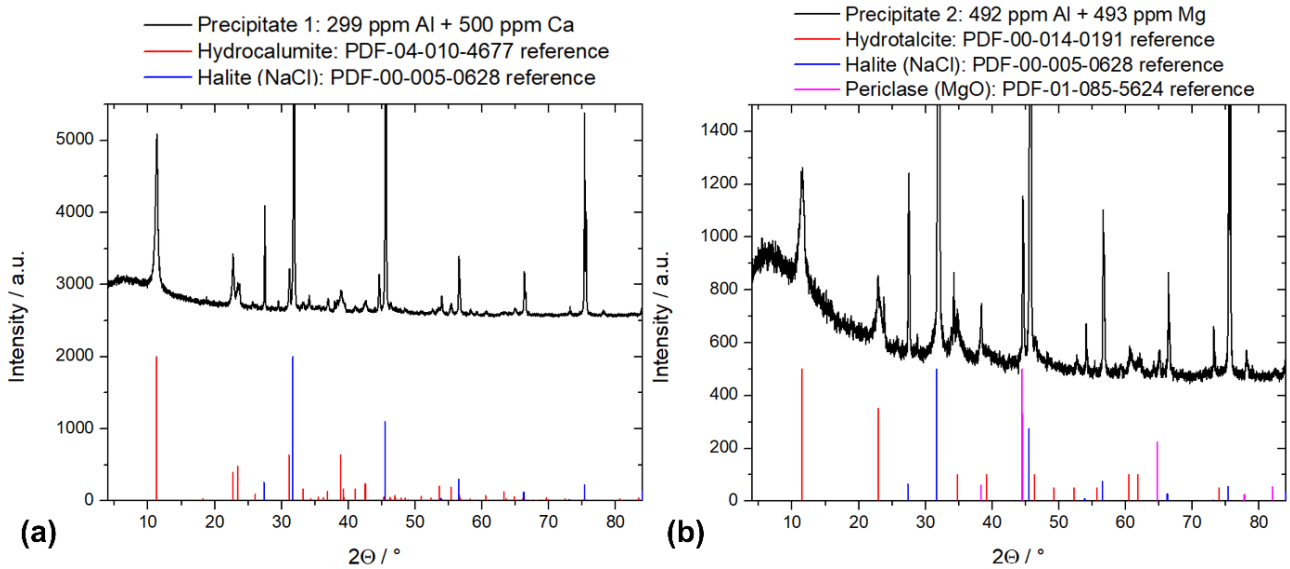 Precipitate 1: 299 ppm Al + 500 ppm Ca
Hydrocalumite: PDF-04-010-4677 reference
Halite (NaCl): PDF-00-005-0628 reference
Intensity / a.u.
5000
4000
3000
2000
1000
0
10 20 30 40 50 60 70 80
2Θ / °
(a)
Precipitate 2: 492 ppm Al + 493 ppm Mg
Hydrotalcite: PDF-00-014-0191 reference
Halite (NaCl): PDF-00-005-0628 reference
Periclase (MgO): PDF-01-085-5624 reference
Intensity / a.u.
1400
1200
1000
800
600
400
200
0
10 20 30 40 50 60 70 80
2Θ / °
(b)